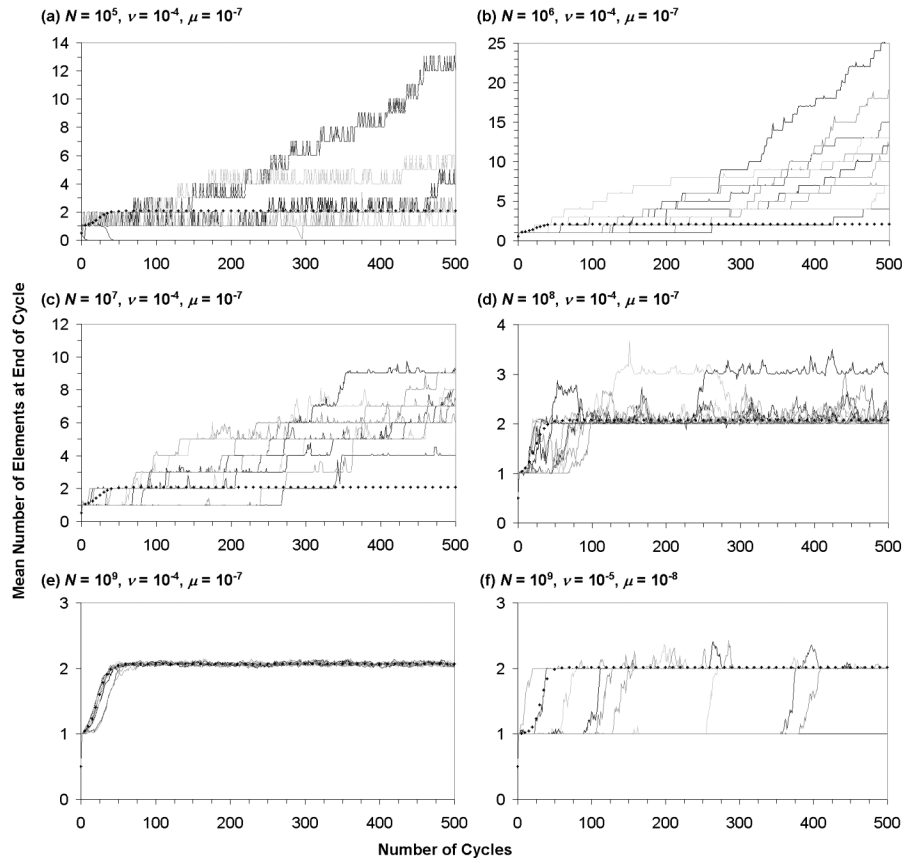 (a) N = 10⁵, ν = 10⁻⁴, μ = 10⁻⁷
14
12
10
8
6
4
2
0
0 100 200 300 400 500
(b) N = 10⁶, ν = 10⁻⁴, μ = 10⁻⁷
25
20
15
10
5
0
0 100 200 300 400 500
(c) N = 10⁷, ν = 10⁻⁴, μ = 10⁻⁷
12
10
8
6
4
2
0
0 100 200 300 400 500
(d) N = 10⁸, ν = 10⁻⁴, μ = 10⁻⁷
4
3
2
1
0
0 100 200 300 400 500
(e) N = 10⁹, ν = 10⁻⁴, μ = 10⁻⁷
3
2
1
0
0 100 200 300 400 500
(f) N = 10⁹, ν = 10⁻⁵, μ = 10⁻⁸
3
2
1
0
0 100 200 300 400 500
Mean Number of Elements at End of Cycle
Number of Cycles